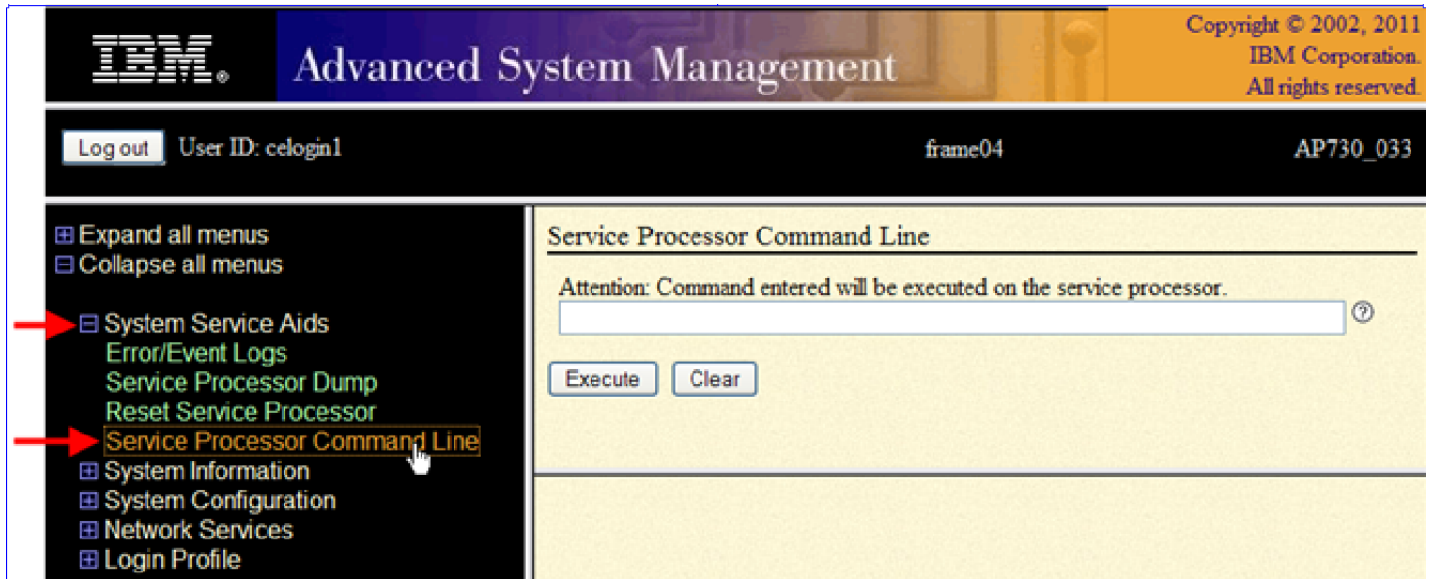 IBM®
Advanced System Management
Copyright © 2002, 2011
IBM Corporation.
All rights reserved.
Log out User ID: celogin1 frame04 AP730_033
Expand all menus
Collapse all menus
System Service Aids
Error/Event Logs
Service Processor Dump
Reset Service Processor
Service Processor Command Line
System Information
System Configuration
Network Services
Login Profile
Service Processor Command Line
Attention: Command entered will be executed on the service processor.
?
Execute Clear